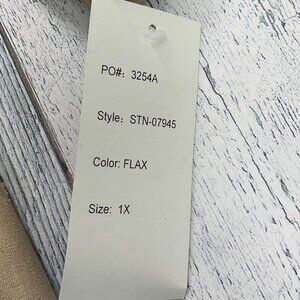 PO#: 3254A
Style: STN-07945
Color: FLAX
Size: 1X